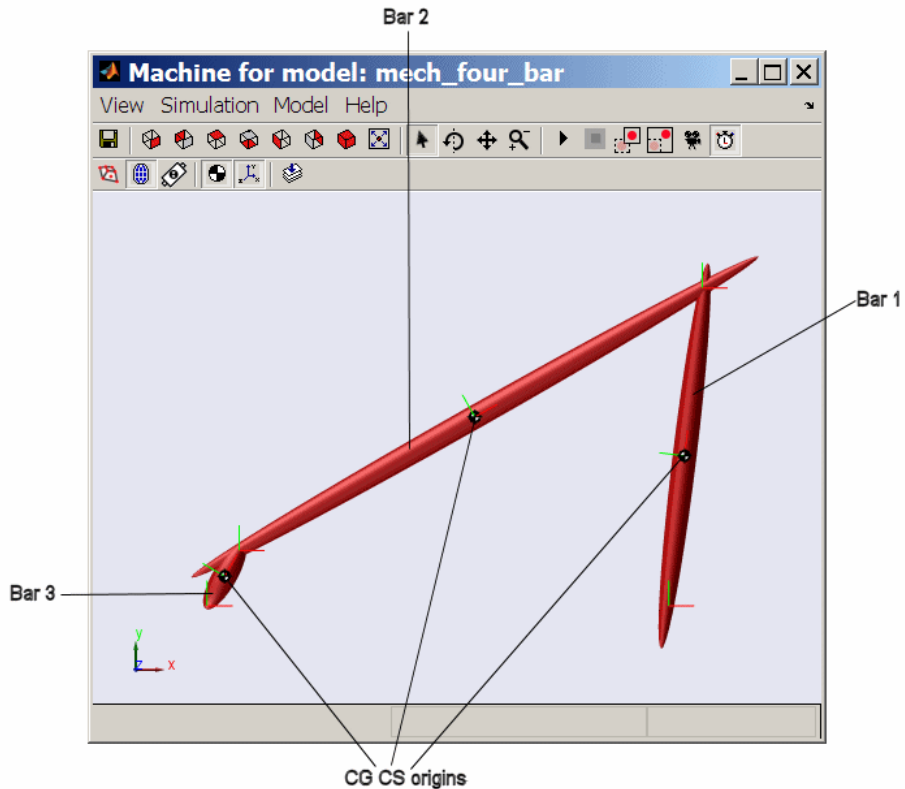 Bar 2
Machine for model: mech_four_bar
View Simulation Model Help
Bar 1
Bar 3
y
z x
CG CS origins